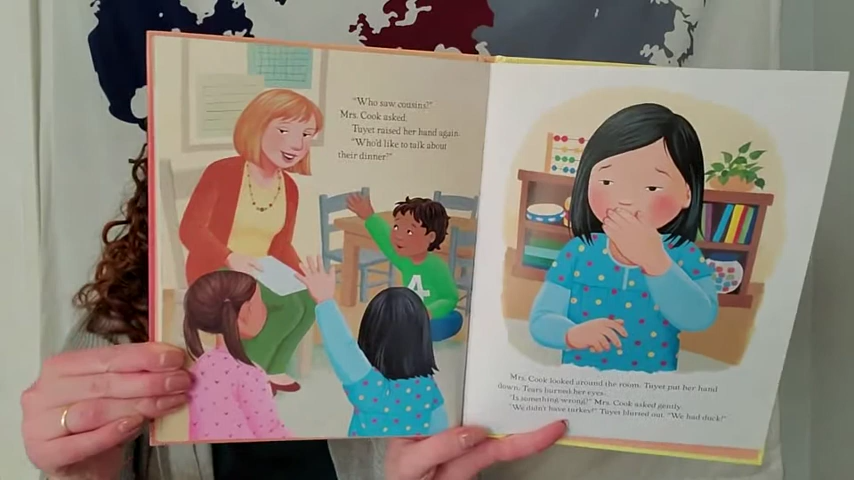 "Who saw cousins?"
Mrs. Cook asked.
Tuyet raised her hand again.
"Who'd like to talk about
their dinner?"
4
Mrs. Cook looked around the room. Tuyet put her hand
down. Tears burned her eyes.
"Is something wrong?" Mrs. Cook asked gently.
"We didn't have turkey!" Tuyet blurted out. "We had duck!"